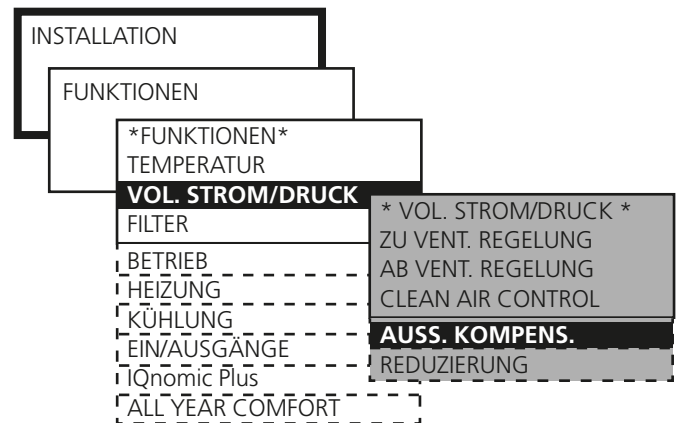 INSTALLATION
FUNKTIONEN
*FUNKTIONEN*
TEMPERATUR
VOL. STROM/DRUCK
FILTER
BETRIEB
HEIZUNG
KÜHLUNG
EIN/AUSGÄNGE
IQnomic Plus
ALL YEAR COMFORT
* VOL. STROM/DRUCK *
ZU VENT. REGELUNG
AB VENT. REGELUNG
CLEAN AIR CONTROL
AUSS. KOMPENS.
REDUZIERUNG